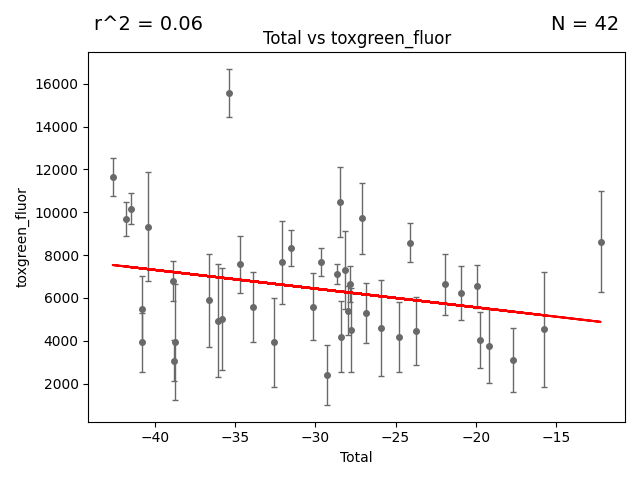 r^2 = 0.06
N = 42
Total vs toxgreen_fluor
16000
14000
12000
10000
8000
6000
4000
2000
toxgreen_fluor
−40
−35
−30
−25
−20
−15
Total